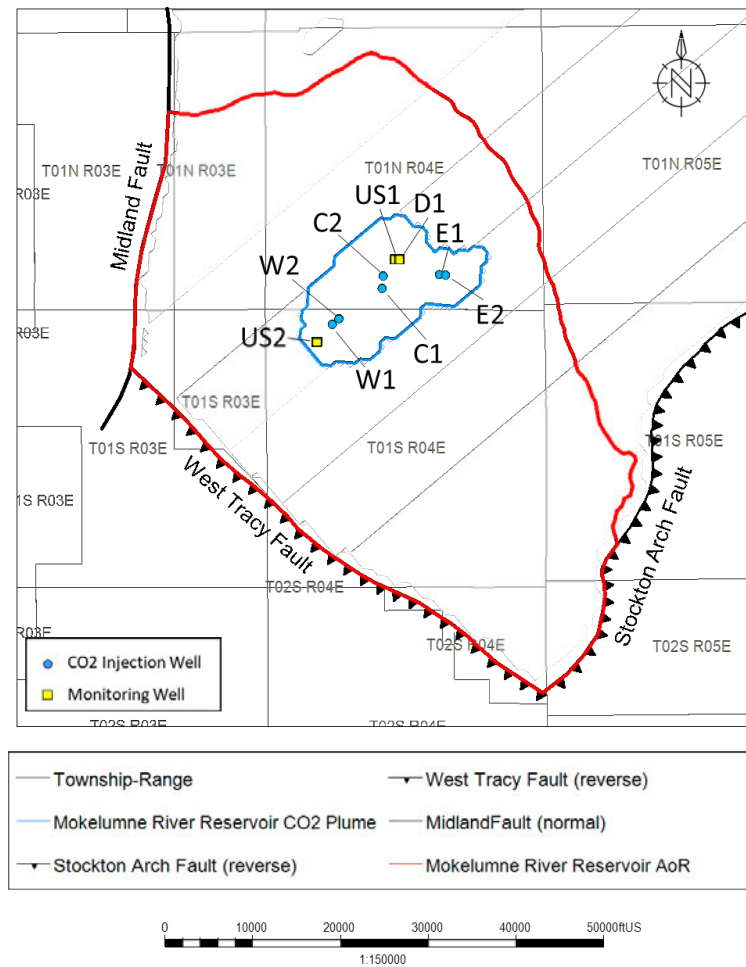 N
T01N R03E
T01N R03E
T01N R04E
T01N R05E
R03E
Midland Fault
US1
D1
C2
E1
W2
E2
R03E
US2
C1
W1
T01S R03E
T01S R03E
T01S R04E
T01S R05E
1S R03E
West Tracy Fault
Stockton Arch Fault
T02S R04E
R03E
T02S R04E
T02S R05E
CO2 Injection Well
Monitoring Well
T02S R03E
T02S R04E
Township-Range
West Tracy Fault (reverse)
Mokelumne River Reservoir CO2 Plume
MidlandFault (normal)
Stockton Arch Fault (reverse)
Mokelumne River Reservoir AoR
0 10000 20000 30000 40000 50000ftUS
1:150000